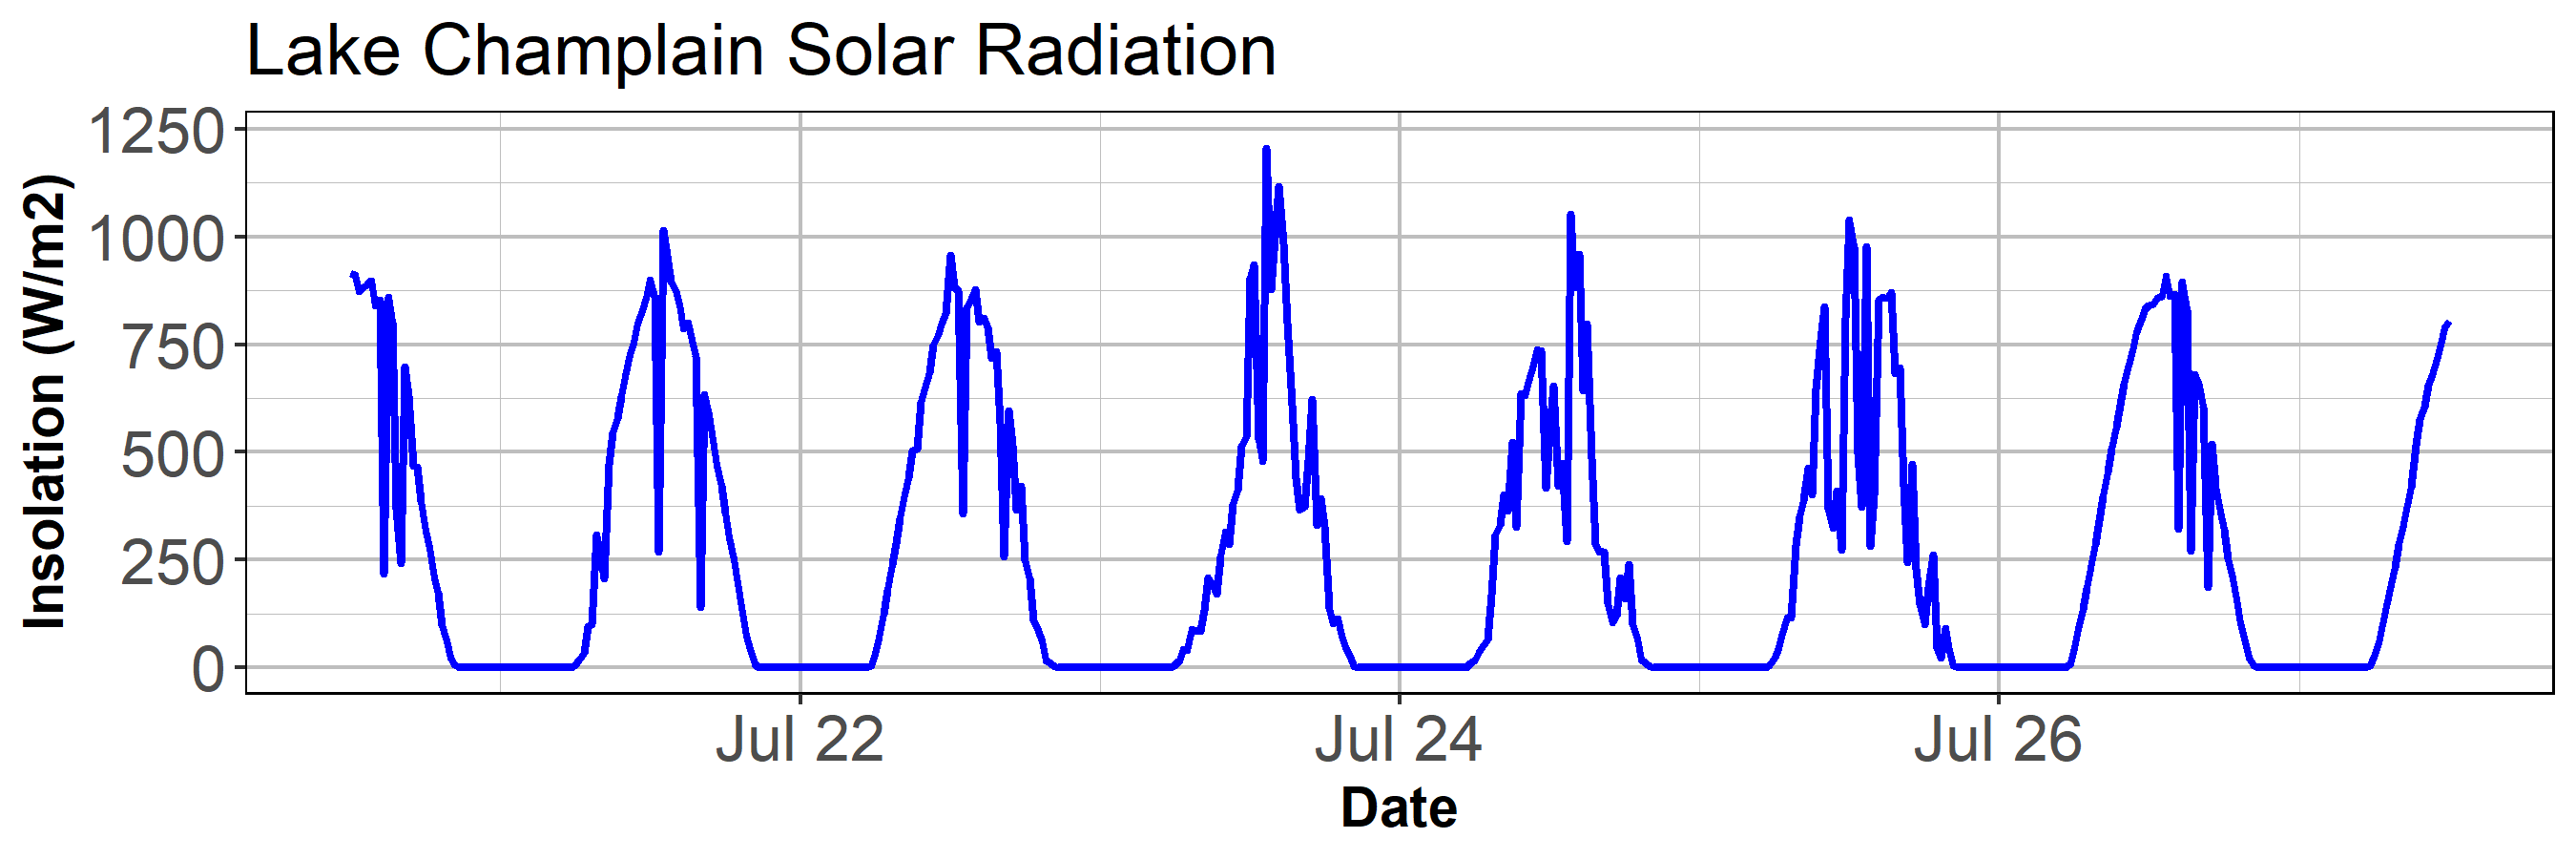 Lake Champlain Solar Radiation
Insolation (W/m2)
1250
1000
750
500
250
0
Jul 22
Jul 24
Jul 26
Date